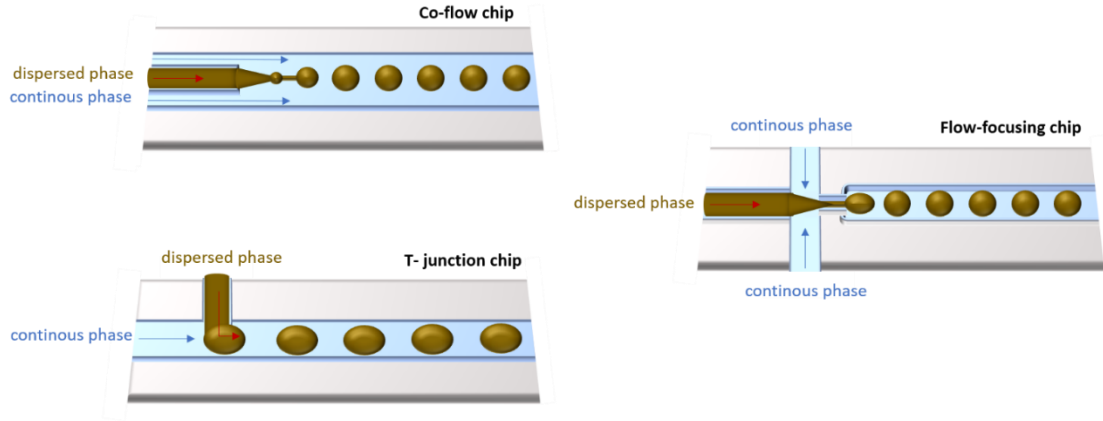 Co-flow chip
dispersed phase
continous phase
continous phase
Flow-focusing chip
dispersed phase
continous phase
dispersed phase
T- junction chip
continous phase